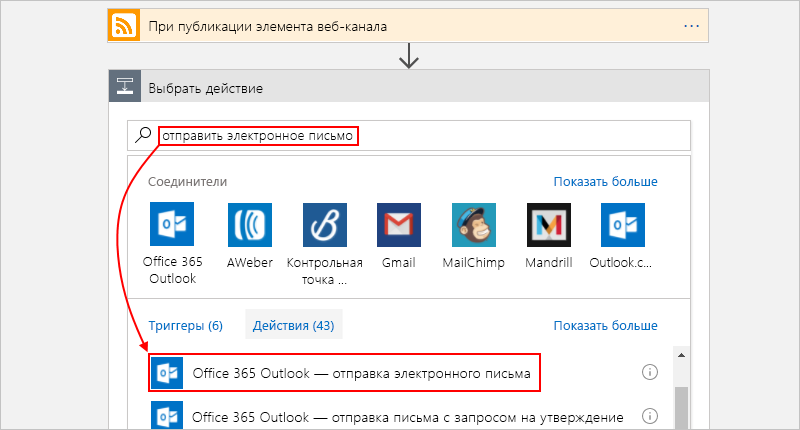 При публикации элемента веб-канала
Выбрать действие
отправить электронное письмо
Соединители
Показать больше
Office 365 Outlook
AWeber
Контрольная точка ...
Gmail
MailChimp
Mandrill
Outlook.c...
Триггеры (6)
Действия (43)
Показать больше
Office 365 Outlook — отправка электронного письма
Office 365 Outlook — отправка письма с запросом на утверждение